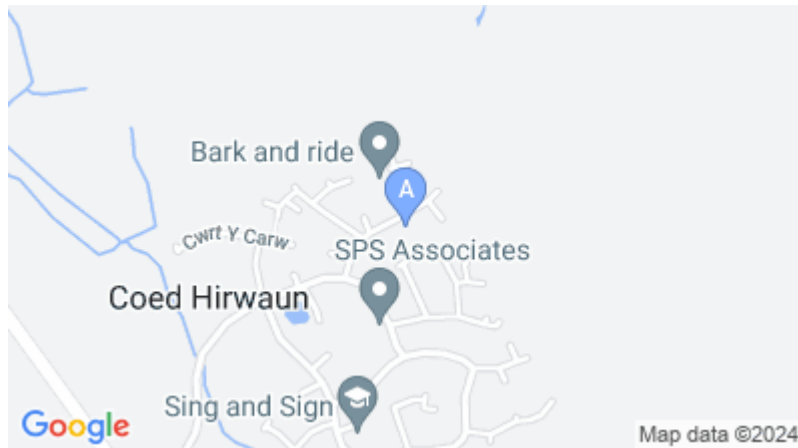 Bark and ride
A
Cwrt Y Carw
SPS Associates
Coed Hirwaun
Sing and Sign
Google
Map data ©2024